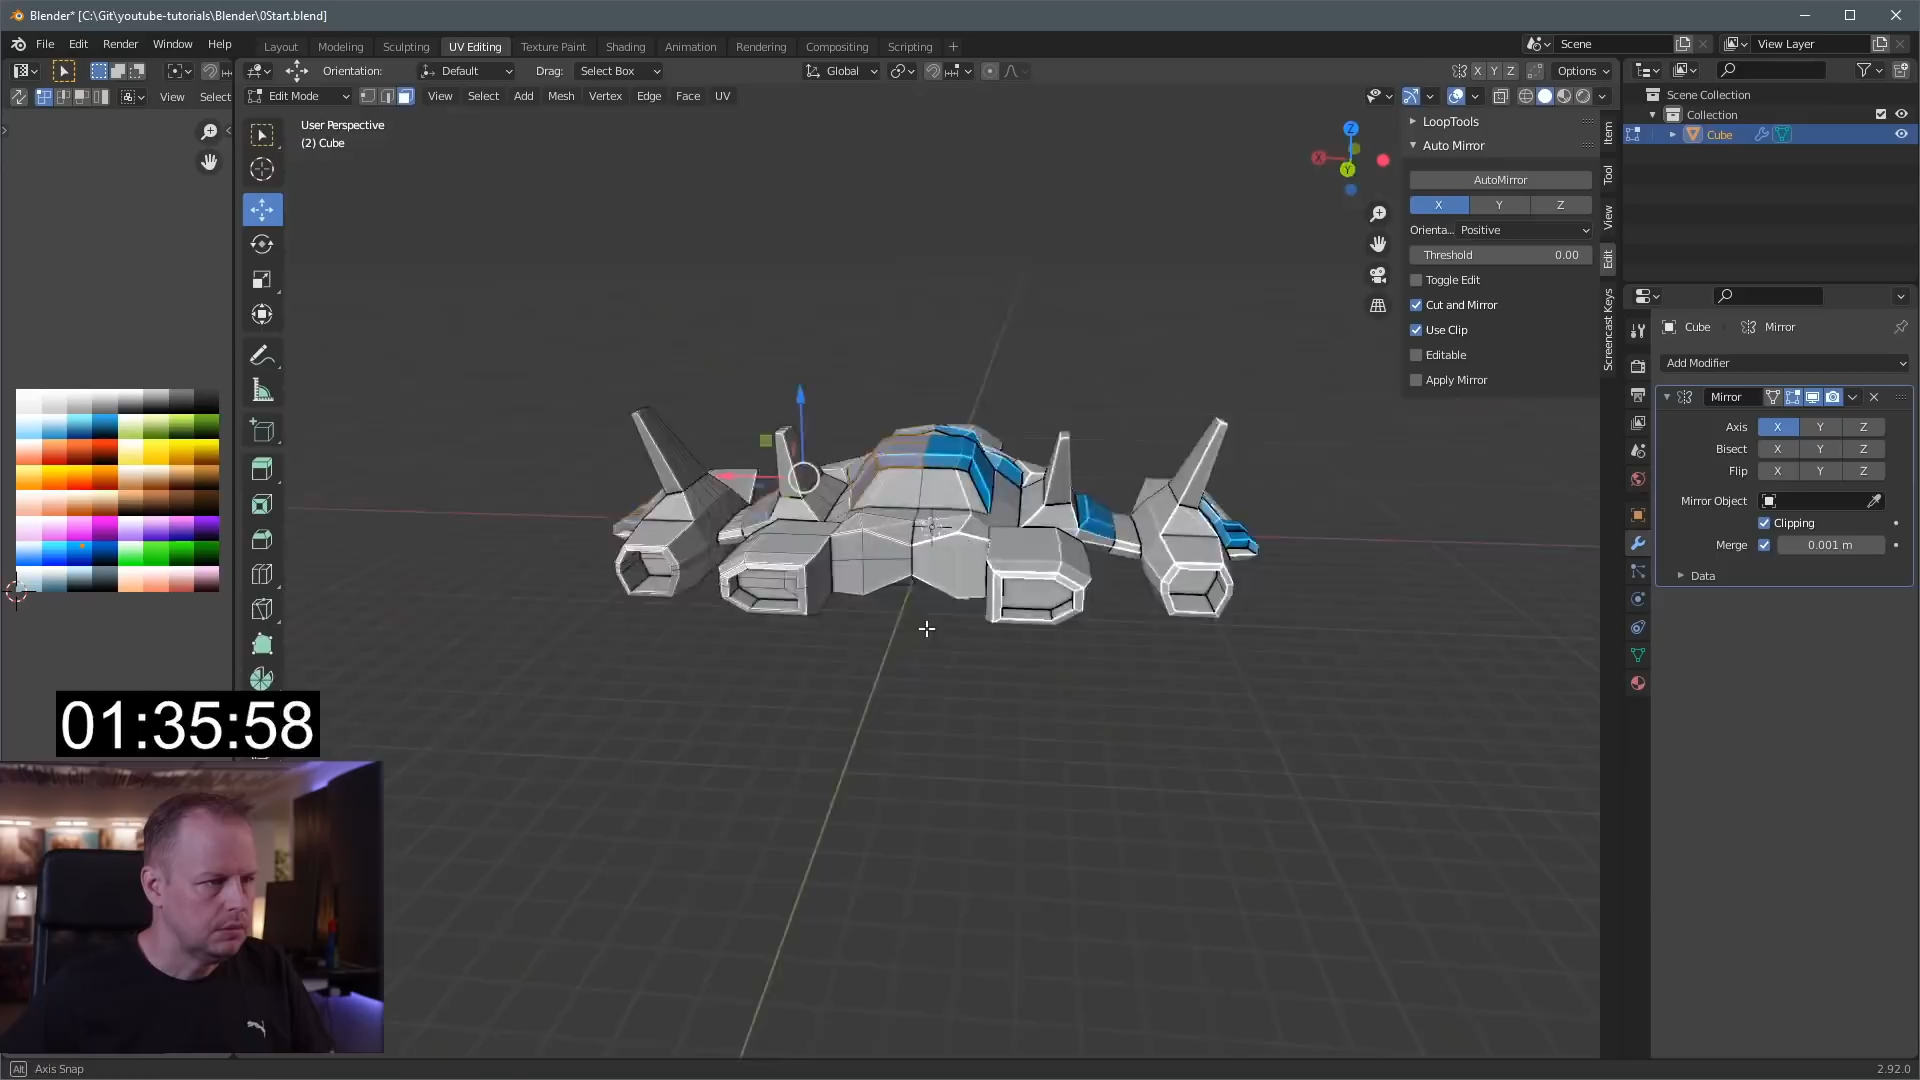 Blender* [C:\Git\youtube-tutorials\Blender\0Start.blend]
File Edit Render Window Help
Layout Modeling Sculpting UV Editing Texture Paint Shading Animation Rendering Compositing Scripting +
Scene
View Layer
Orientation: Default Drag: Select Box
Global
X Y Z Options
View Select
Edit Mode View Select Add Mesh Vertex Edge Face UV
User Perspective
(2) Cube
Z
X
Y
LoopTools
Auto Mirror
AutoMirror
X Y Z
Orienta... Positive
Threshold 0.00
Toggle Edit
Cut and Mirror
Use Clip
Editable
Apply Mirror
Item
Tool
View
Edit
Screencast Keys
Scene Collection
Collection
Cube
Cube Mirror
Add Modifier
Mirror
Axis X Y Z
Bisect X Y Z
Flip X Y Z
Mirror Object
Clipping
Merge 0.001 m
Data
01:35:58
Alt Axis Snap
2.92.0